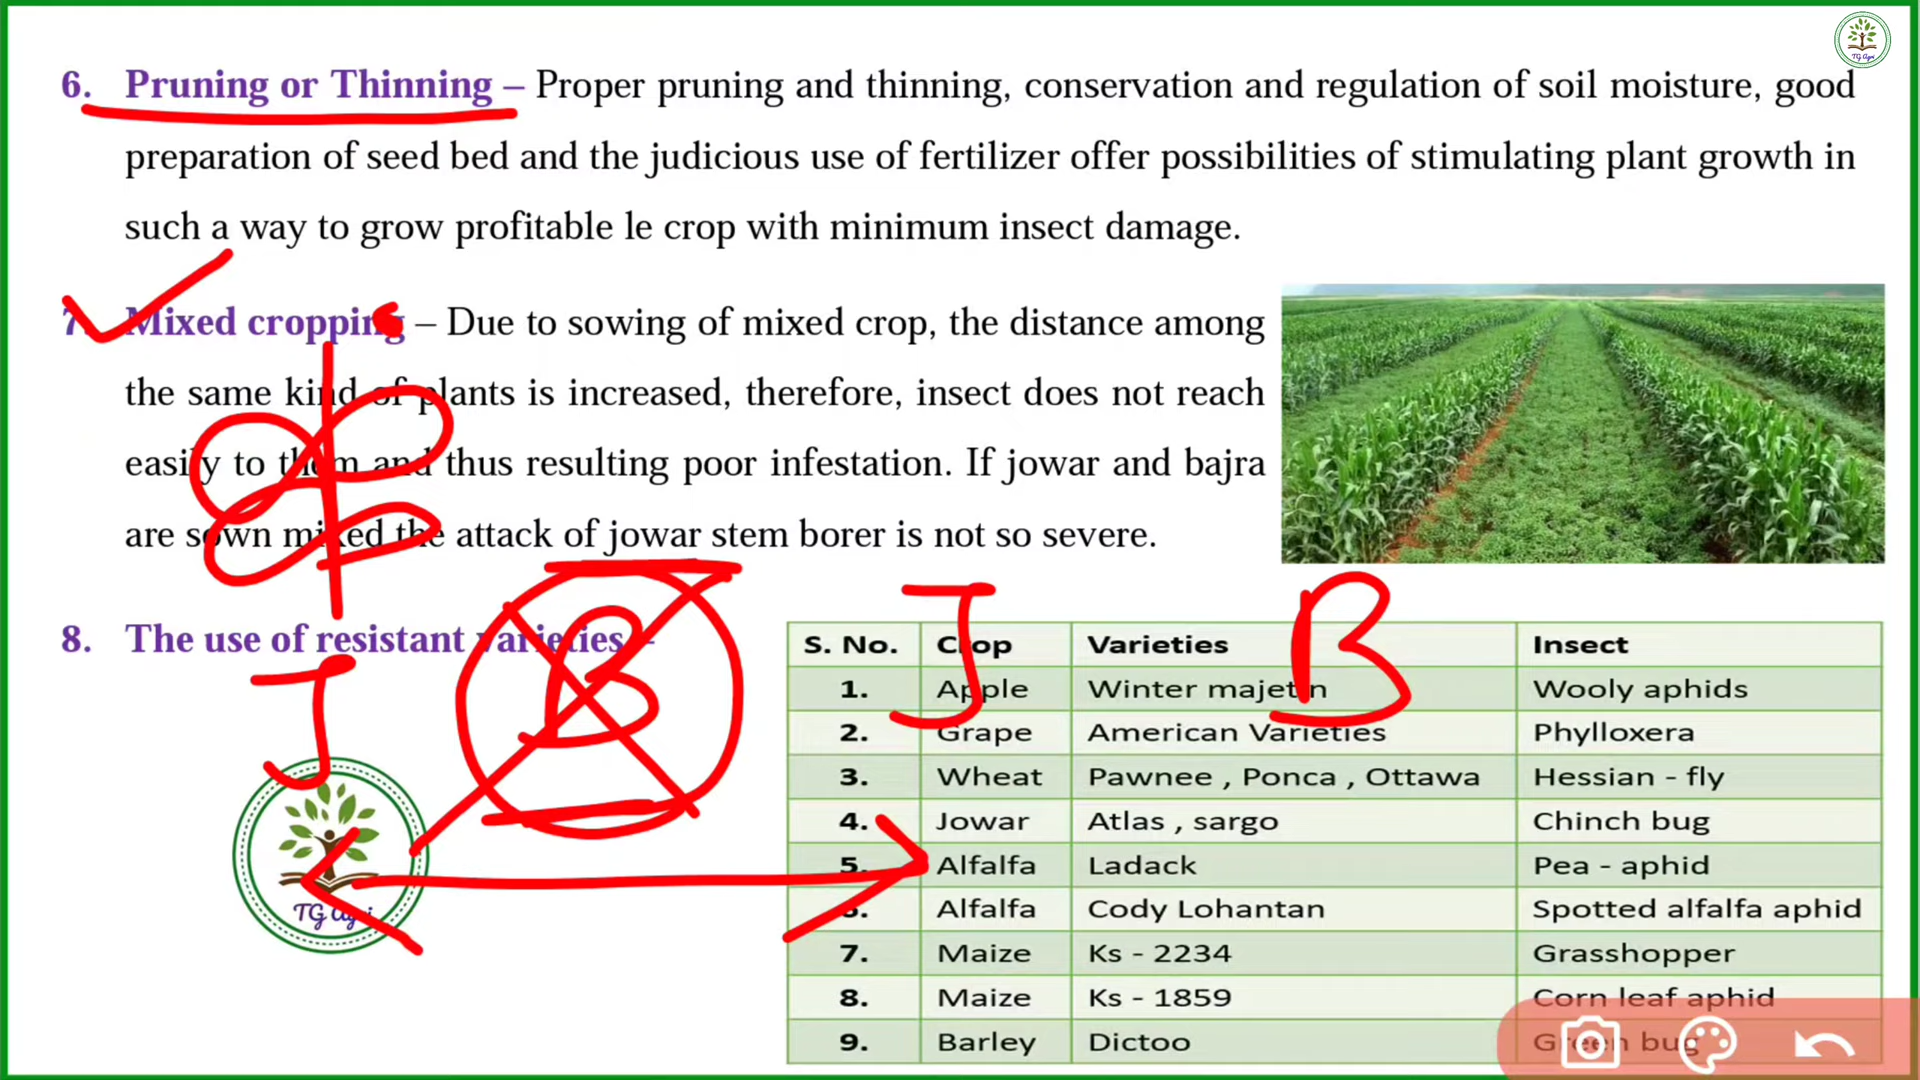 6. Pruning or Thinning – Proper pruning and thinning, conservation and regulation of soil moisture, good
preparation of seed bed and the judicious use of fertilizer offer possibilities of stimulating plant growth in
such a way to grow profitable le crop with minimum insect damage.
7. Mixed cropping – Due to sowing of mixed crop, the distance among
the same kind of plants is increased, therefore, insect does not reach
easily to them and thus resulting poor infestation. If jowar and bajra
are sown mixed the attack of jowar stem borer is not so severe.
8. The use of resistant varieties –
J B J B
S. No. Crop Varieties Insect
1. Apple Winter majetin Wooly aphids
2. Grape American Varieties Phylloxera
3. Wheat Pawnee , Ponca , Ottawa Hessian - fly
4. Jowar Atlas , sargo Chinch bug
5. Alfalfa Ladack Pea - aphid
6. Alfalfa Cody Lohantan Spotted alfalfa aphid
7. Maize Ks - 2234 Grasshopper
8. Maize Ks - 1859 Corn leaf aphid
9. Barley Dictoo Green bug
TG Agri
TG Agri